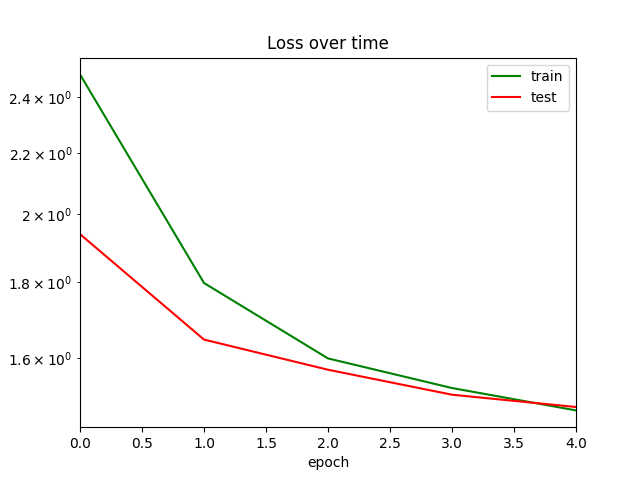 Loss over time
train
test
2.4 × 10⁰
2.2 × 10⁰
2 × 10⁰
1.8 × 10⁰
1.6 × 10⁰
0.0 0.5 1.0 1.5 2.0 2.5 3.0 3.5 4.0
epoch